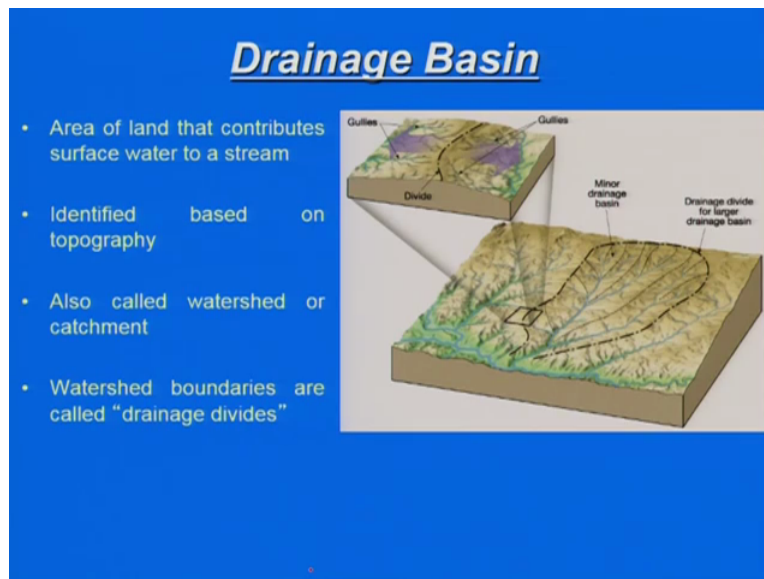 Drainage Basin
• Area of land that contributes
surface water to a stream
• Identified based on
topography
• Also called watershed or
catchment
• Watershed boundaries are
called “drainage divides”
Gullies
Gullies
Divide
Minor
drainage
basin
Drainage divide
for larger
drainage basin